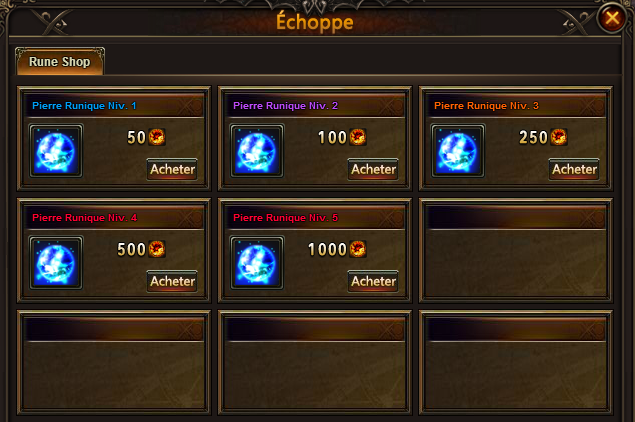 Échoppe
Rune Shop
Pierre Runique Niv. 1
50
Acheter
Pierre Runique Niv. 2
100
Acheter
Pierre Runique Niv. 3
250
Acheter
Pierre Runique Niv. 4
500
Acheter
Pierre Runique Niv. 5
1000
Acheter